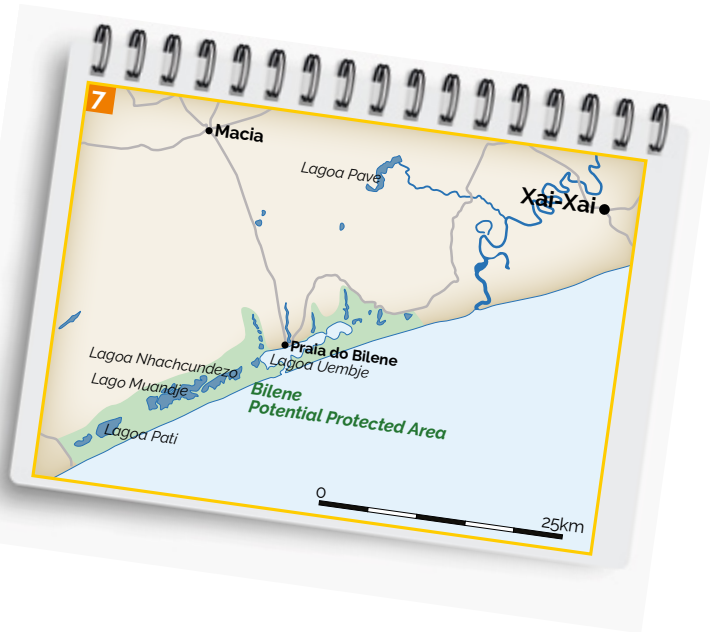 7
Macia
Lagoa Pave
Xai-Xai
Praia do Bilene
Lagoa Nhachcundezo
Lagoa Uembje
Lago Muandje
Bilene
Potential Protected Area
Lagoa Pati
0
25km